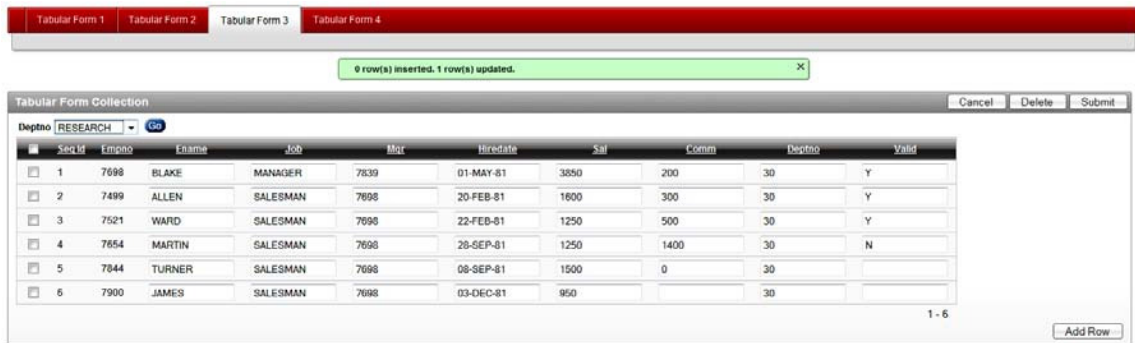 Tabular Form 1 Tabular Form 2 Tabular Form 3 Tabular Form 4
0 row(s) inserted. 1 row(s) updated. ×
Tabular Form Collection Cancel Delete Submit
Deptno RESEARCH Go
Seq Id Empno Ename Job Mgr Hiredate Sal Comm Deptno Valid
1 7698 BLAKE MANAGER 7839 01-MAY-81 3850 200 30 Y
2 7499 ALLEN SALESMAN 7698 20-FEB-81 1600 300 30 Y
3 7521 WARD SALESMAN 7698 22-FEB-81 1250 500 30 Y
4 7654 MARTIN SALESMAN 7698 28-SEP-81 1250 1400 30 N
5 7844 TURNER SALESMAN 7698 08-SEP-81 1500 0 30
6 7900 JAMES SALESMAN 7698 03-DEC-81 950 30
1 - 6
Add Row